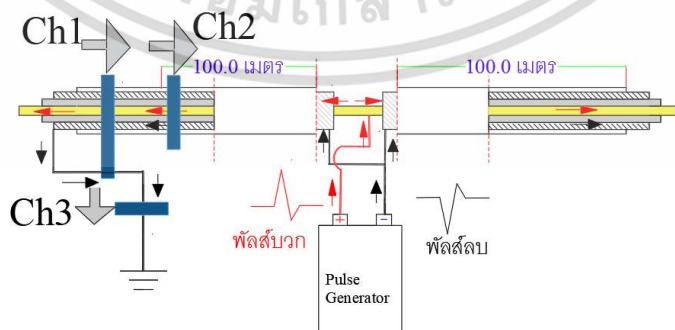 Ch1
Ch2
100.0 เมตร
100.0 เมตร
Ch3
พัลส์บวก
+
-
พัลส์ลบ
Pulse
Generator